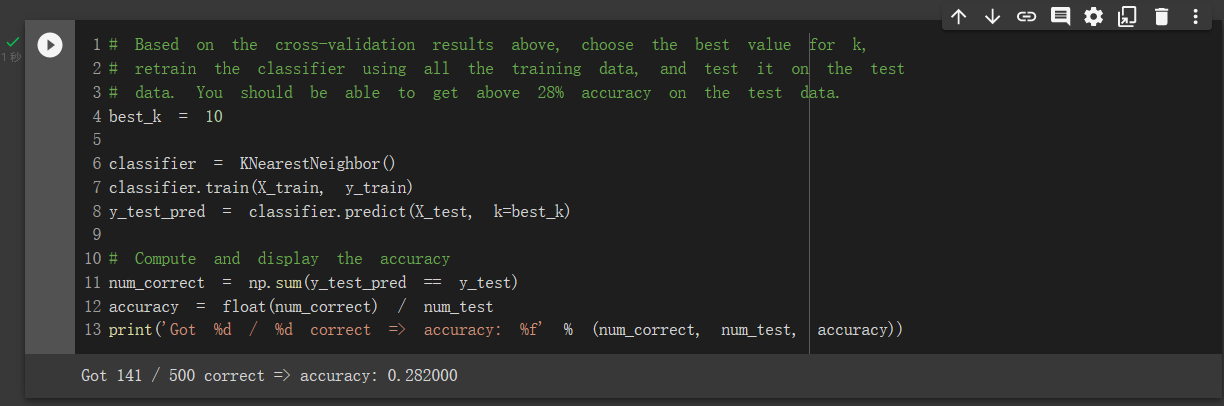 1秒
1 # Based on the cross-validation results above, choose the best value for k,
2 # retrain the classifier using all the training data, and test it on the test
3 # data. You should be able to get above 28% accuracy on the test data.
4 best_k = 10
5
6 classifier = KNearestNeighbor()
7 classifier.train(X_train, y_train)
8 y_test_pred = classifier.predict(X_test, k=best_k)
9
10 # Compute and display the accuracy
11 num_correct = np.sum(y_test_pred == y_test)
12 accuracy = float(num_correct) / num_test
13 print('Got %d / %d correct => accuracy: %f' % (num_correct, num_test, accuracy))
Got 141 / 500 correct => accuracy: 0.282000